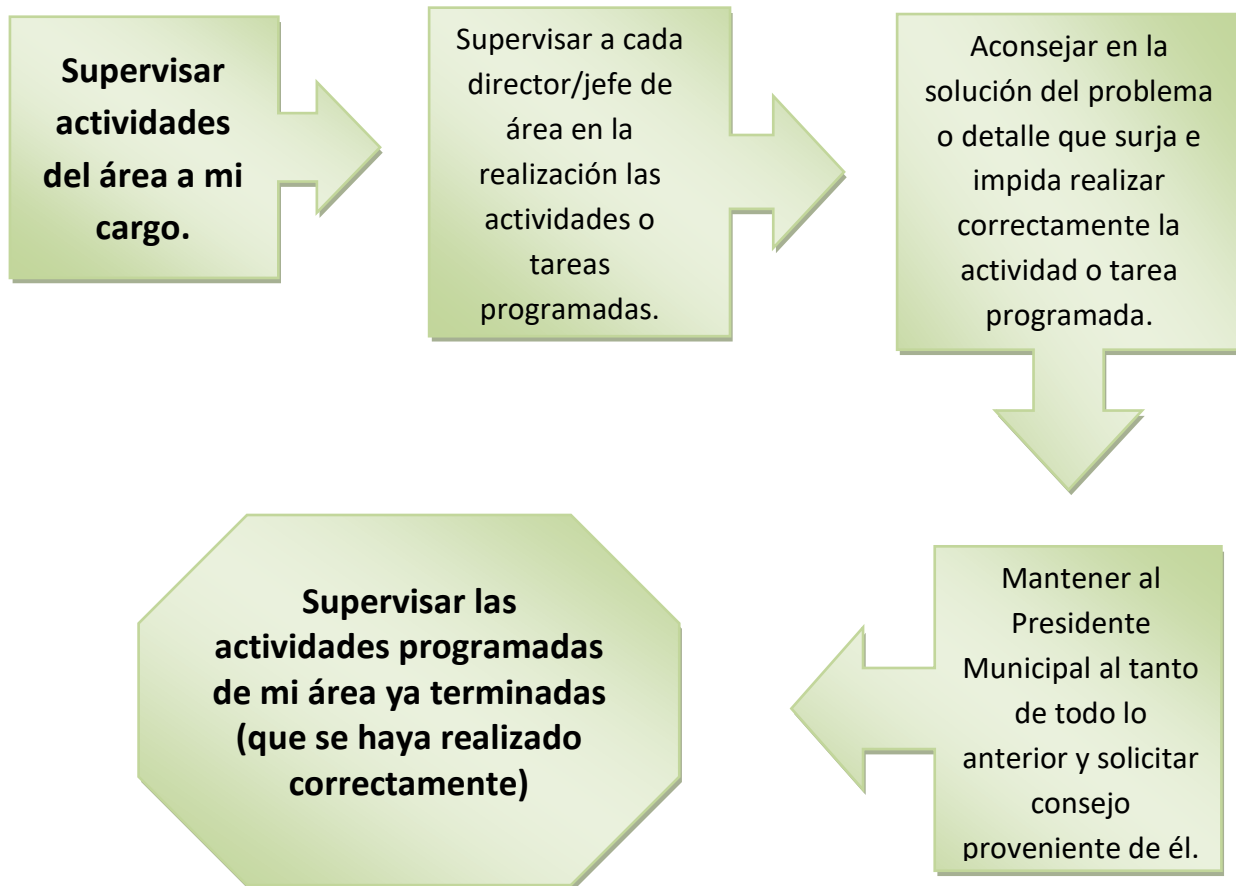 Supervisar
actividades
del área a mi
cargo.
Supervisar a cada
director/jefe de
área en la
realización las
actividades o
tareas
programadas.
Aconsejar en la
solución del problema
o detalle que surja e
impida realizar
correctamente la
actividad o tarea
programada.
Mantener al
Presidente
Municipal al tanto
de todo lo
anterior y solicitar
consejo
proveniente de él.
Supervisar las
actividades programadas
de mi área ya terminadas
(que se haya realizado
correctamente)